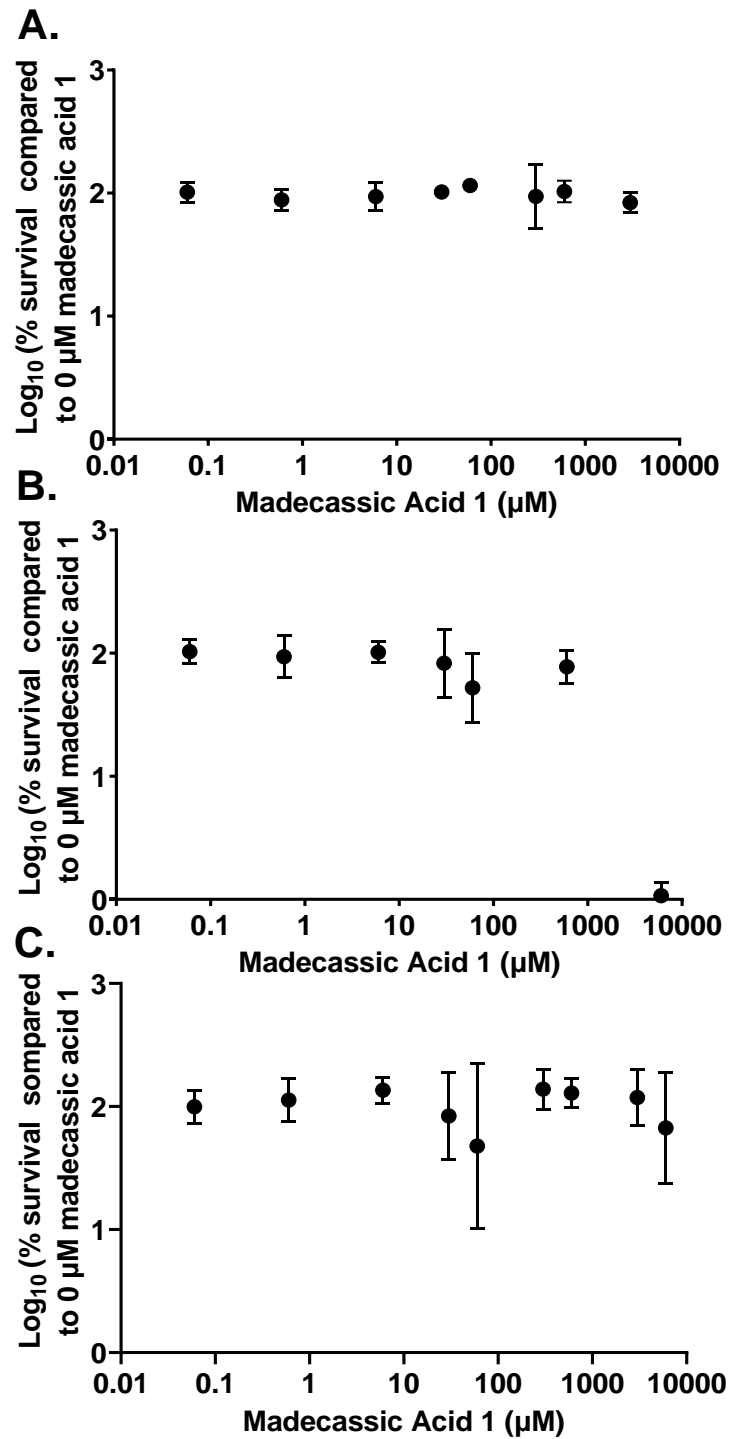 A.
Log10 (% survival compared
to 0 µM madecassic acid 1
3
2
1
0
0.01 0.1 1 10 100 1000 10000
Madecassic Acid 1 (µM)
B.
Log10 (% survival compared
to 0 µM madecassic acid 1
3
2
1
0
0.01 0.1 1 10 100 1000 10000
Madecassic Acid 1 (µM)
C.
Log10 (% survival sompared
to 0 µM madecassic acid 1
3
2
1
0
0.01 0.1 1 10 100 1000 10000
Madecassic Acid 1 (µM)